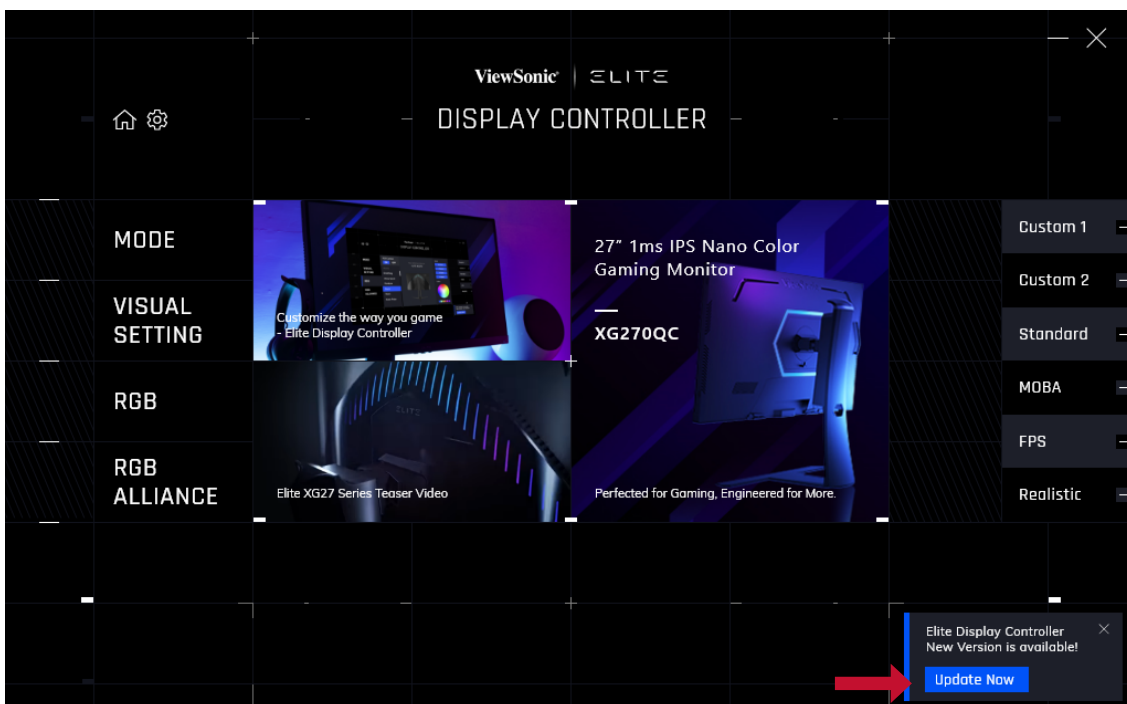 ViewSonic ELITE
DISPLAY CONTROLLER
MODE
VISUAL
SETTING
RGB
RGB
ALLIANCE
Customize the way you game
- Elite Display Controller
ELITE
Elite XG27 Series Teaser Video
27" 1ms IPS Nano Color
Gaming Monitor
XG270QC
Perfected for Gaming, Engineered for More.
Custom 1
Custom 2
Standard
MOBA
FPS
Realistic
Elite Display Controller
New Version is available!
Update Now